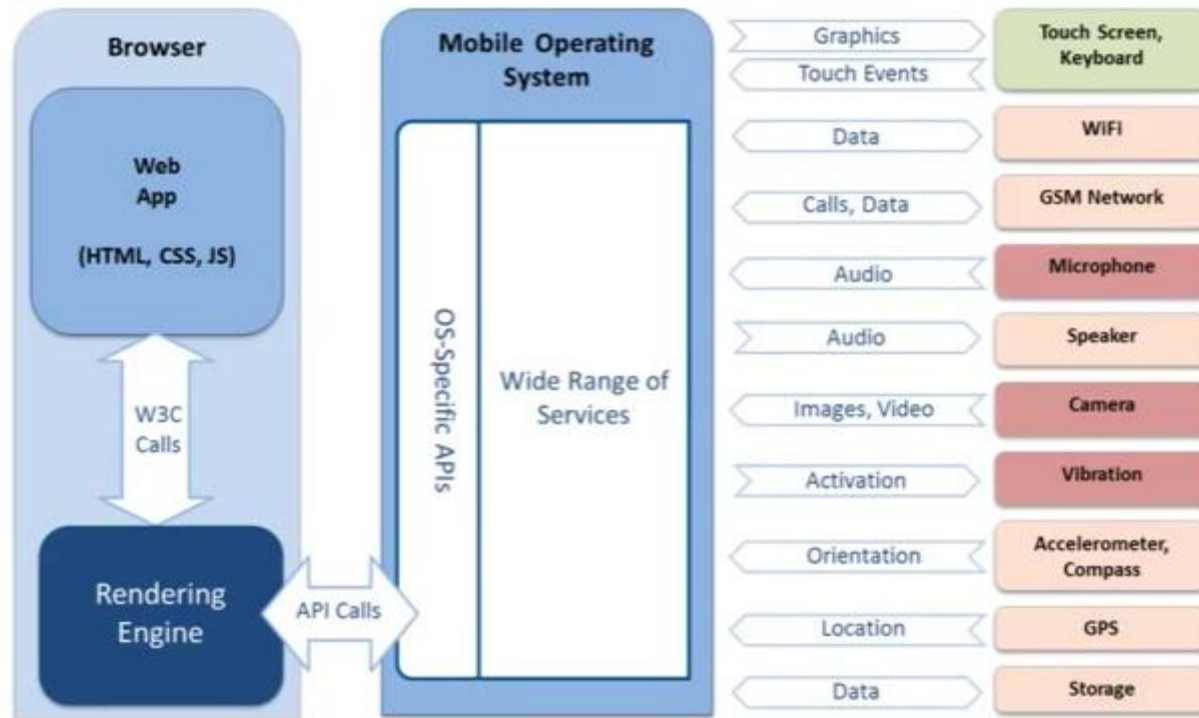 Browser
Web
App
(HTML, CSS, JS)
W3C
Calls
Rendering
Engine
API Calls
Mobile Operating
System
OS-Specific APIs
Wide Range of
Services
Graphics
Touch Events
Touch Screen,
Keyboard
Data
WiFi
Calls, Data
GSM Network
Audio
Microphone
Audio
Speaker
Images, Video
Camera
Activation
Vibration
Orientation
Accelerometer,
Compass
Location
GPS
Data
Storage